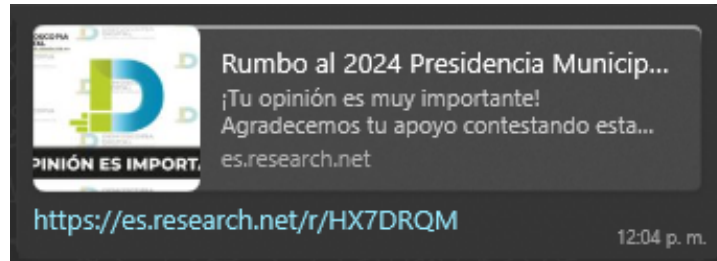 Rumbo al 2024 Presidencia Municip...
¡Tu opinión es muy importante!
Agradecemos tu apoyo contestando esta...
es.research.net
PINIÓN ES IMPORT
https://es.research.net/r/HX7DRQM
12:04 p. m.